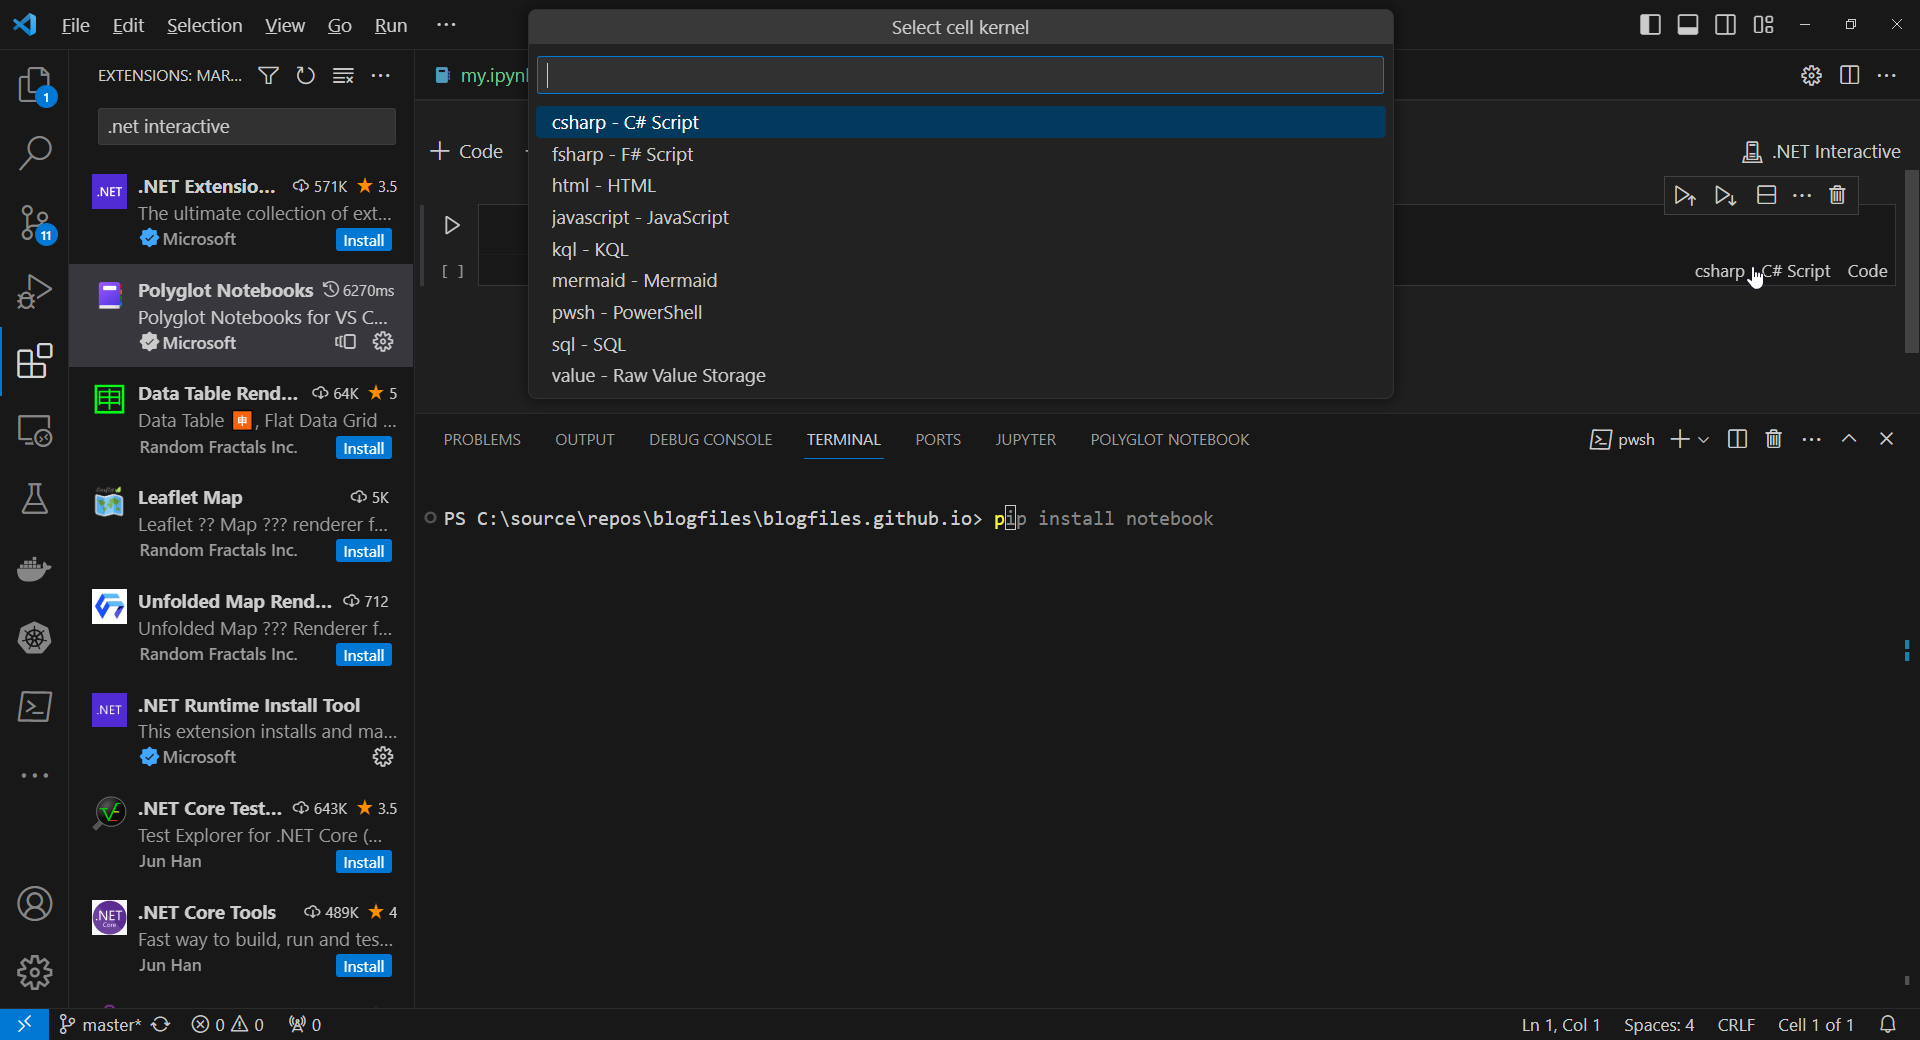 File Edit Selection View Go Run ···
Select cell kernel
EXTENSIONS: MAR...
.net interactive
.NET Extensio... 571K 3.5
The ultimate collection of ext...
Microsoft Install
Polyglot Notebooks 6270ms
Polyglot Notebooks for VS C...
Microsoft
Data Table Rend... 64K 5
Data Table 申, Flat Data Grid ...
Random Fractals Inc. Install
Leaflet Map 5K
Leaflet ?? Map ??? renderer f...
Random Fractals Inc. Install
Unfolded Map Rend... 712
Unfolded Map ??? Renderer f...
Random Fractals Inc. Install
.NET
.NET Runtime Install Tool
This extension installs and ma...
Microsoft
.NET Core Test... 643K 3.5
Test Explorer for .NET Core (...
Jun Han Install
.NET Core
.NET Core Tools 489K 4
Fast way to build, run and tes...
Jun Han Install
1
11
.NET
my.ipyn
+ Code
csharp - C# Script
fsharp - F# Script
html - HTML
javascript - JavaScript
kql - KQL
mermaid - Mermaid
pwsh - PowerShell
sql - SQL
value - Raw Value Storage
.NET Interactive
[ ]
csharp C# Script Code
PROBLEMS OUTPUT DEBUG CONSOLE TERMINAL PORTS JUPYTER POLYGLOT NOTEBOOK
pwsh
PS C:\source\repos\blogfiles\blogfiles.github.io> pip install notebook
master* 0 0 0
Ln 1, Col 1 Spaces: 4 CRLF Cell 1 of 1